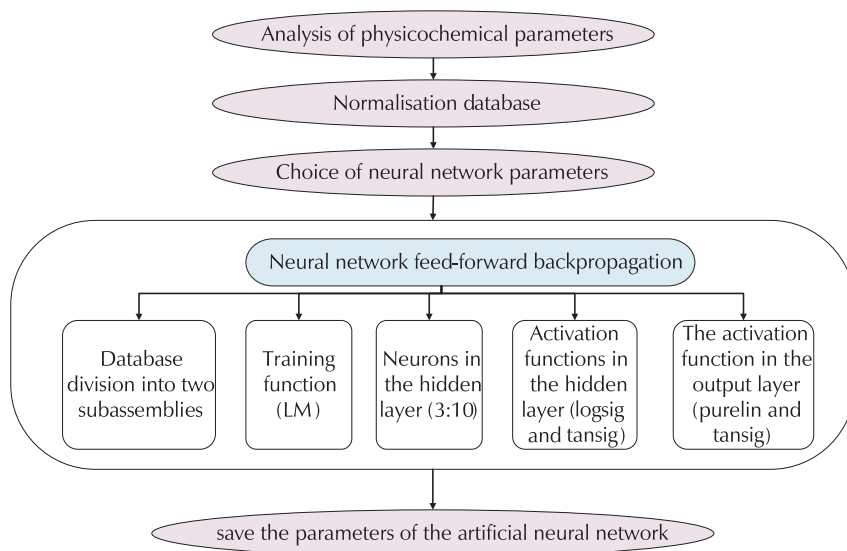 Analysis of physicochemical parameters
Normalisation database
Choice of neural network parameters
Neural network feed-forward backpropagation
Database
division into two
subassemblies
Training
function
(LM)
Neurons in
the hidden
layer (3:10)
Activation
functions in
the hidden
layer (logsig
and tansig)
The activation
function in the
output layer
(purelin and
tansig)
save the parameters of the artificial neural network